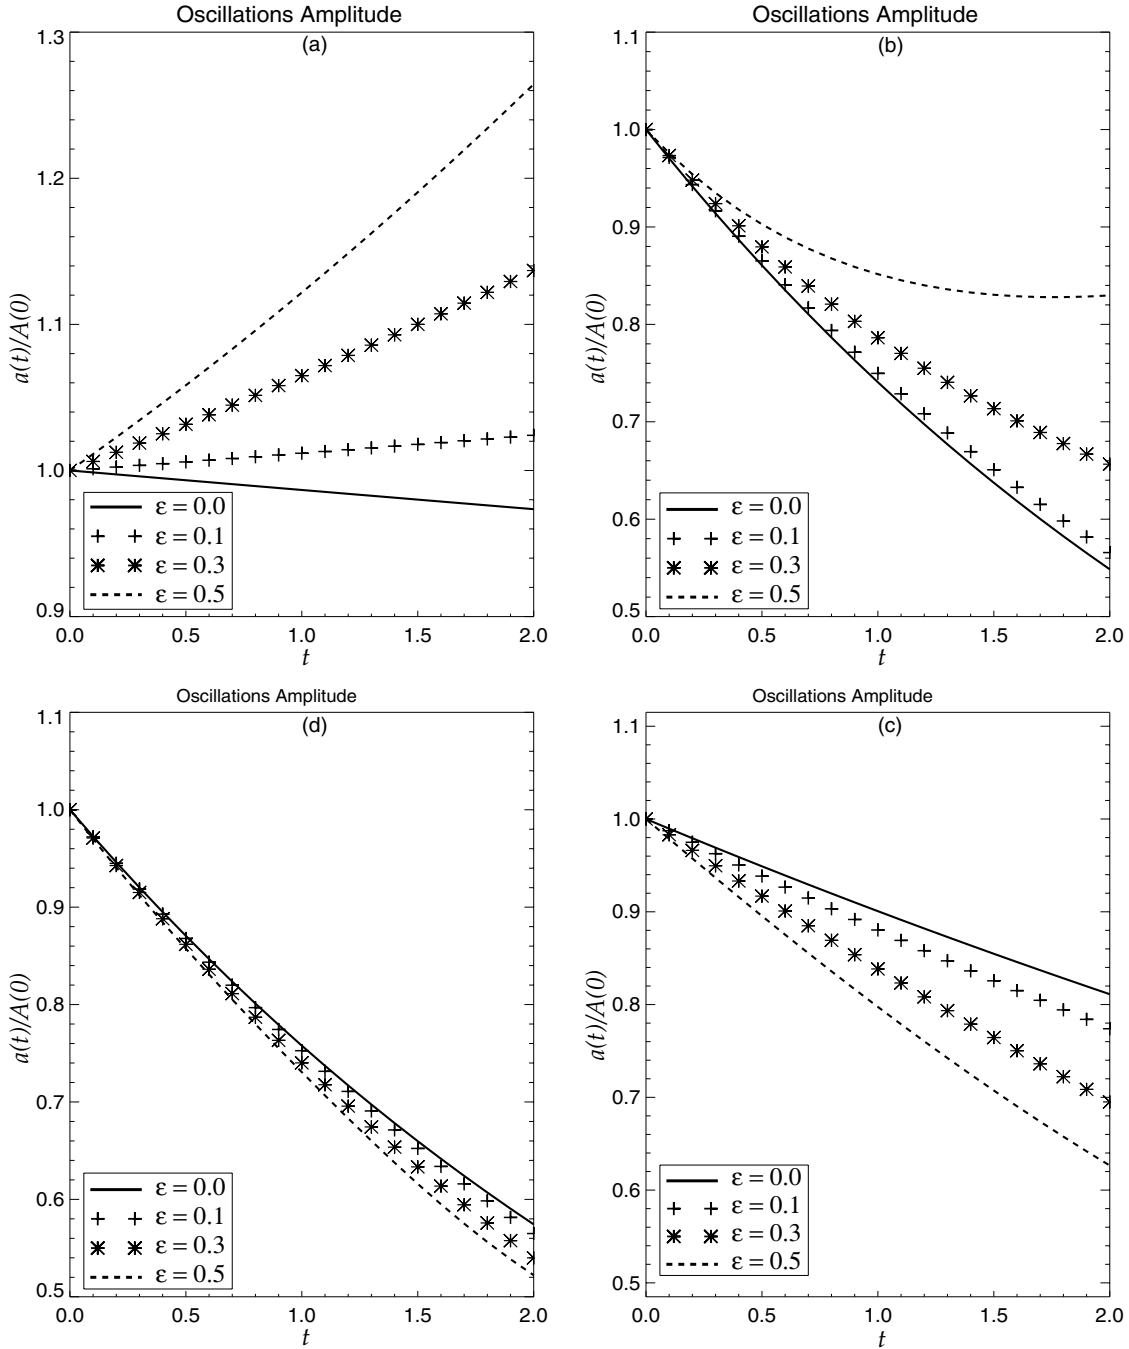 Oscillations Amplitude
(a)
1.3
1.2
1.1
1.0
0.9
a(t)/A(0)
ε = 0.0
ε = 0.1
ε = 0.3
ε = 0.5
0.0 0.5 1.0 1.5 2.0
t
Oscillations Amplitude
(b)
1.1
1.0
0.9
0.8
0.7
0.6
0.5
a(t)/A(0)
ε = 0.0
ε = 0.1
ε = 0.3
ε = 0.5
0.0 0.5 1.0 1.5 2.0
t
Oscillations Amplitude
(d)
1.1
1.0
0.9
0.8
0.7
0.6
0.5
a(t)/A(0)
ε = 0.0
ε = 0.1
ε = 0.3
ε = 0.5
0.0 0.5 1.0 1.5 2.0
t
Oscillations Amplitude
(c)
1.1
1.0
0.9
0.8
0.7
0.6
0.5
a(t)/A(0)
ε = 0.0
ε = 0.1
ε = 0.3
ε = 0.5
0.0 0.5 1.0 1.5 2.0
t